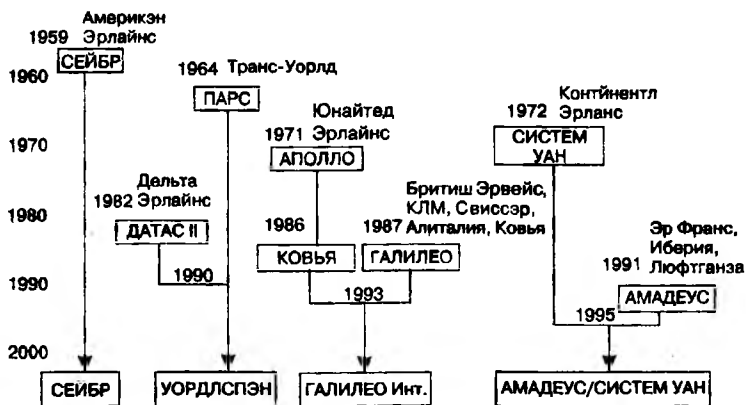 Америкэн
1959 Эрлайнс
СЕЙБР
1960
1964 Транс-Уорлд
ПАРС
Юнайтед
1971 Эрлайнс
АПОЛЛО
Контйнентл
1972 Эрланс
СИСТЕМ
УАН
1970
Дельта
1982 Эрлайнс
ДАТАС II
1980
1986
КОВЬЯ
Бритиш Эрвейс,
КЛМ, Свиссэр,
1987 Алиталия, Ковья
ГАЛИЛЕО
Эр Франс,
Иберия,
1991 Люфтганза
АМАДЕУС
1990
1990
1993
1995
2000
СЕЙБР
УОРДЛСПЭН
ГАЛИЛЕО Инт.
АМАДЕУС/СИСТЕМ УАН